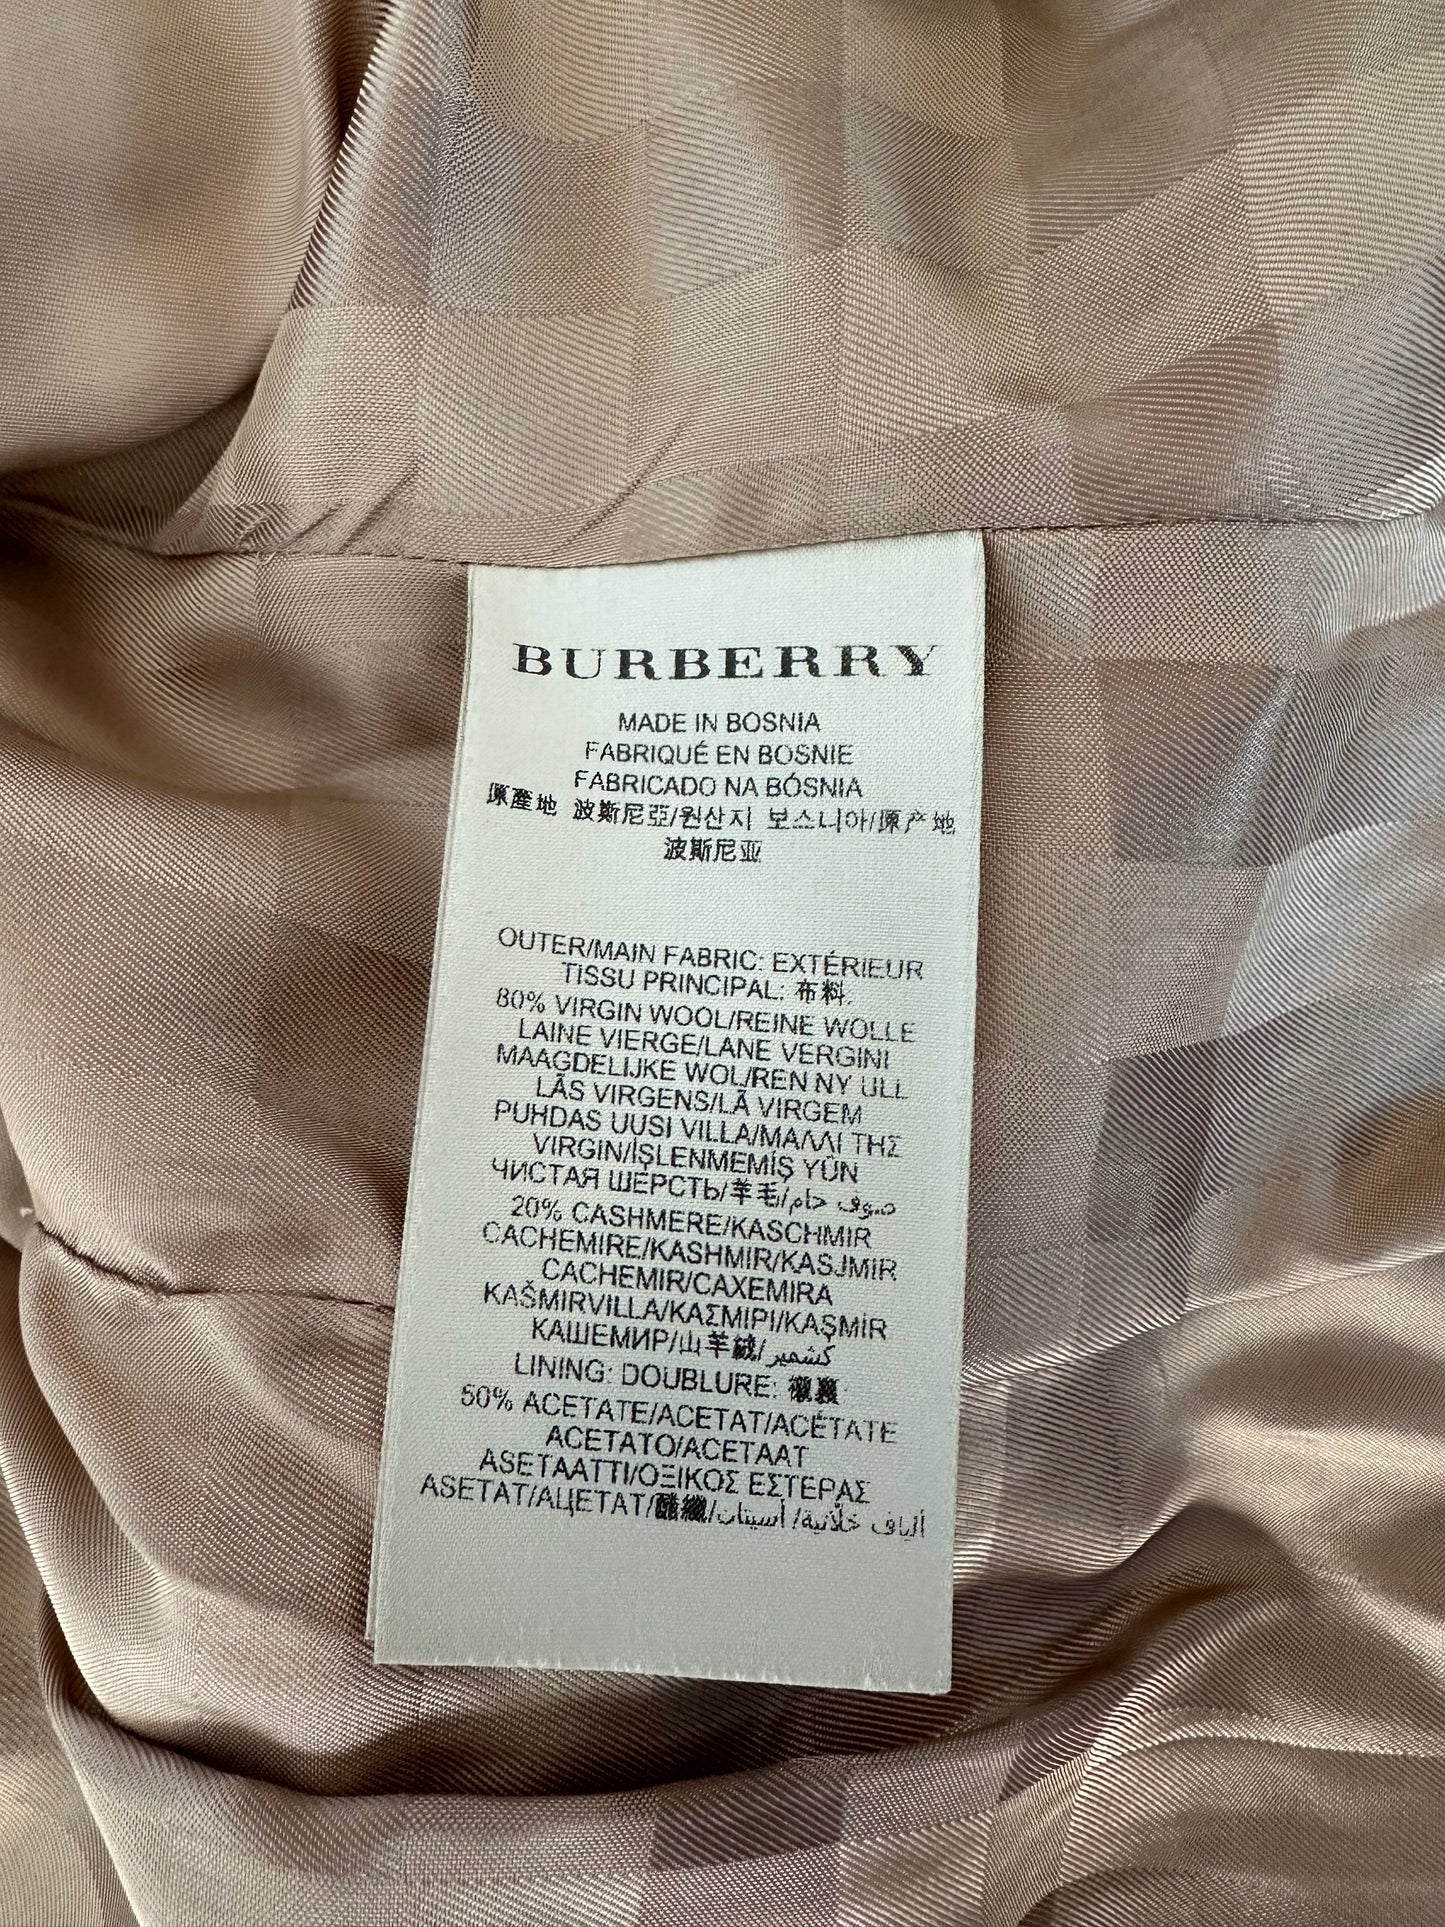 BURBERRY
MADE IN BOSNIA
FABRIQUÉ EN BOSNIE
FABRICADO NA BÓSNIA
原產地 波斯尼亞/원산지 보스니아/原产地
波斯尼亚
OUTER/MAIN FABRIC: EXTÉRIEUR
TISSU PRINCIPAL: 布料.
80% VIRGIN WOOL/REINE WOLLE
LAINE VIERGE/LANE VERGINI
MAAGDELIJKE WOL/REN NY ULL
LÃS VIRGENS/LÃ VIRGEM
PUHDAS UUSI VILLA/ΜΑΛΛΙ ΤΗΣ
VIRGIN/İŞLENMEMİŞ YÜN
ЧИСТАЯ ШЕРСТЬ/羊毛/صوف خام
20% CASHMERE/KASCHMIR
CACHEMIRE/KASHMIR/KASJMIR
CACHEMIR/CAXEMIRA
KAŠMIRVILLA/ΚΑΣΜΙΡΙ/KAŞMİR
КАШЕМИР/山羊絨/كشمير
LINING: DOUBLURE:
50% ACETATE/ACETAT/ACÉTATE
ACETATO/ACETAAT
ASETAATTI/ΟΞΙΚΟΣ ΕΣΤΕΡΑΣ
ASETAT/АЦЕТАТ/ألياف خلّانية/ أسيتات